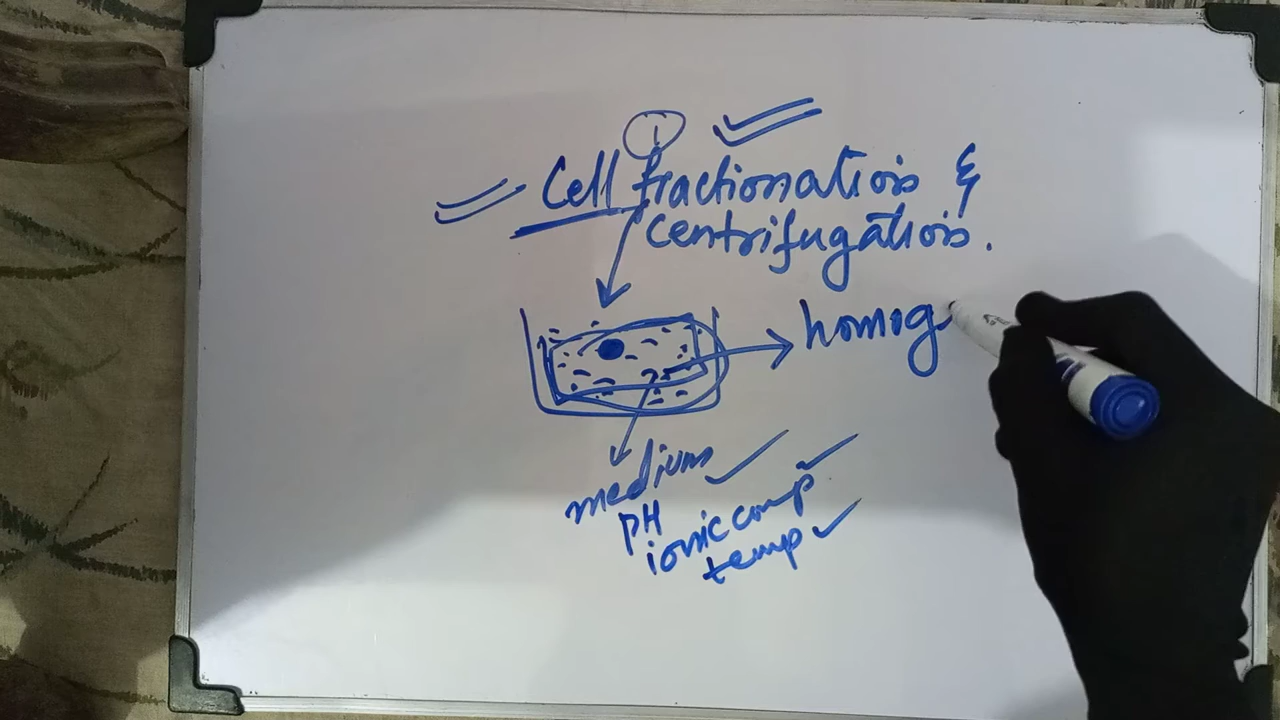 Cell fractionation &
centrifugation.
homog
medium
PH
ionic comp
temp